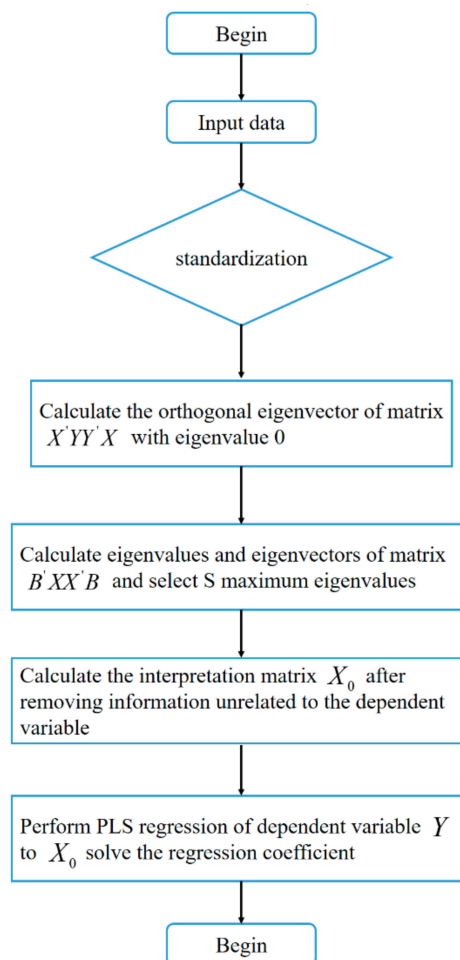 Begin
Input data
standardization
Calculate the orthogonal eigenvector of matrix
X'YY'X with eigenvalue 0
Calculate eigenvalues and eigenvectors of matrix
B'XX'B and select S maximum eigenvalues
Calculate the interpretation matrix X₀ after
removing information unrelated to the dependent
variable
Perform PLS regression of dependent variable Y
to X₀ solve the regression coefficient
Begin